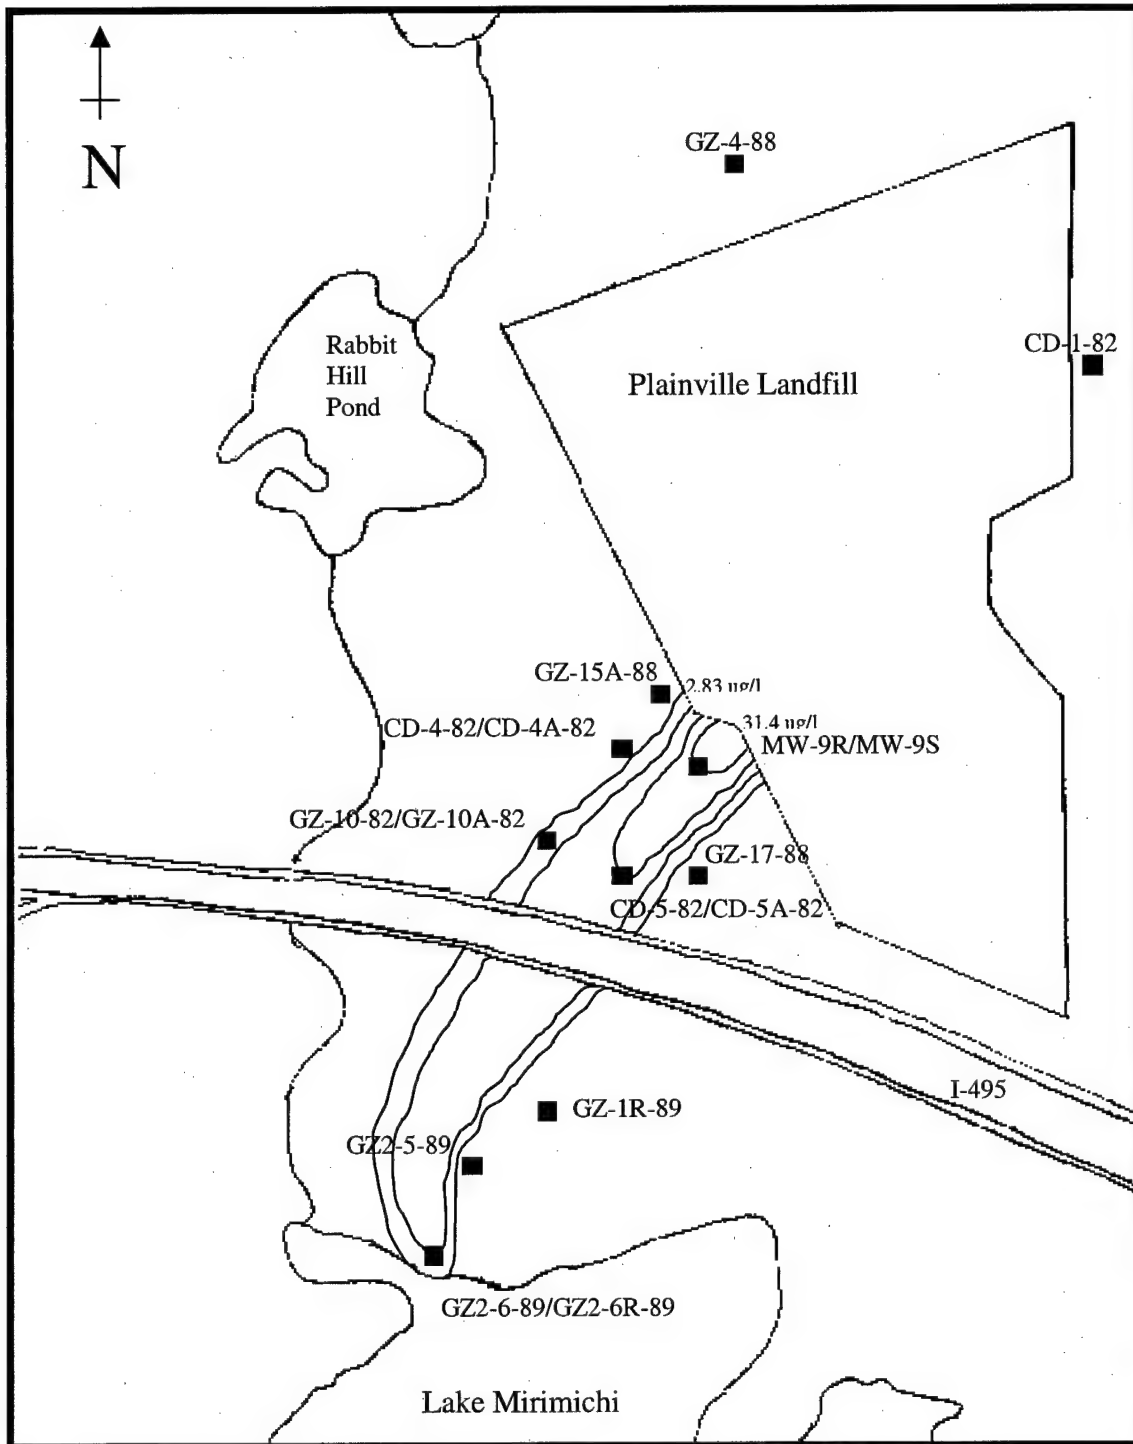 N
GZ-4-88
CD-1-82
Rabbit
Hill
Pond
Plainville Landfill
GZ-15A-88
2.83 ug/l
CD-4-82/CD-4A-82
31.4 ug/l
MW-9R/MW-9S
GZ-10-82/GZ-10A-82
GZ-17-88
CD-5-82/CD-5A-82
I-495
GZ-1R-89
GZ2-5-89
GZ2-6-89/GZ2-6R-89
Lake Mirimichi